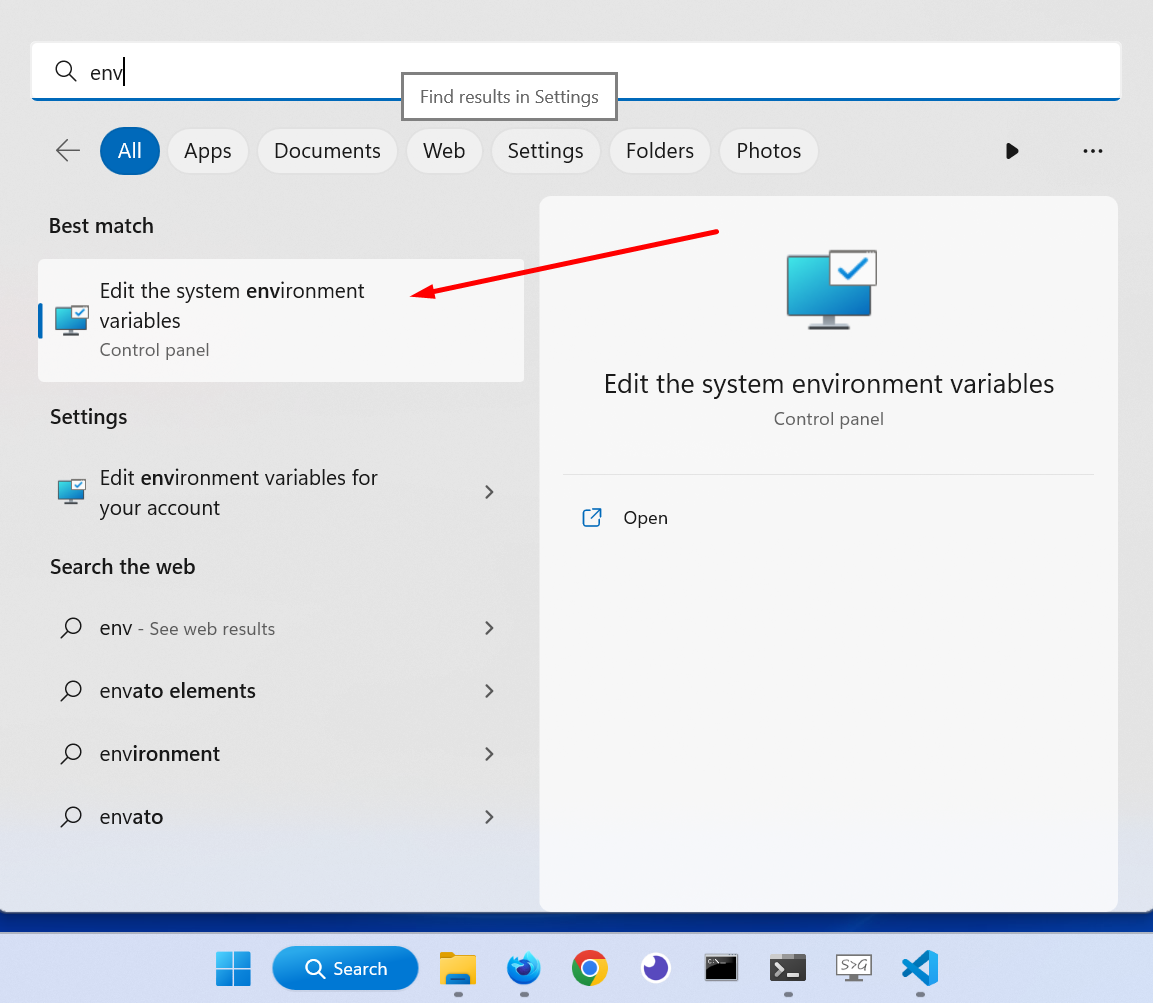 env
Find results in Settings
All
Apps
Documents
Web
Settings
Folders
Photos
Best match
Edit the system environment
variables
Control panel
Settings
Edit environment variables for
your account
Search the web
env - See web results
envato elements
environment
envato
Edit the system environment variables
Control panel
Open
Search
S>G